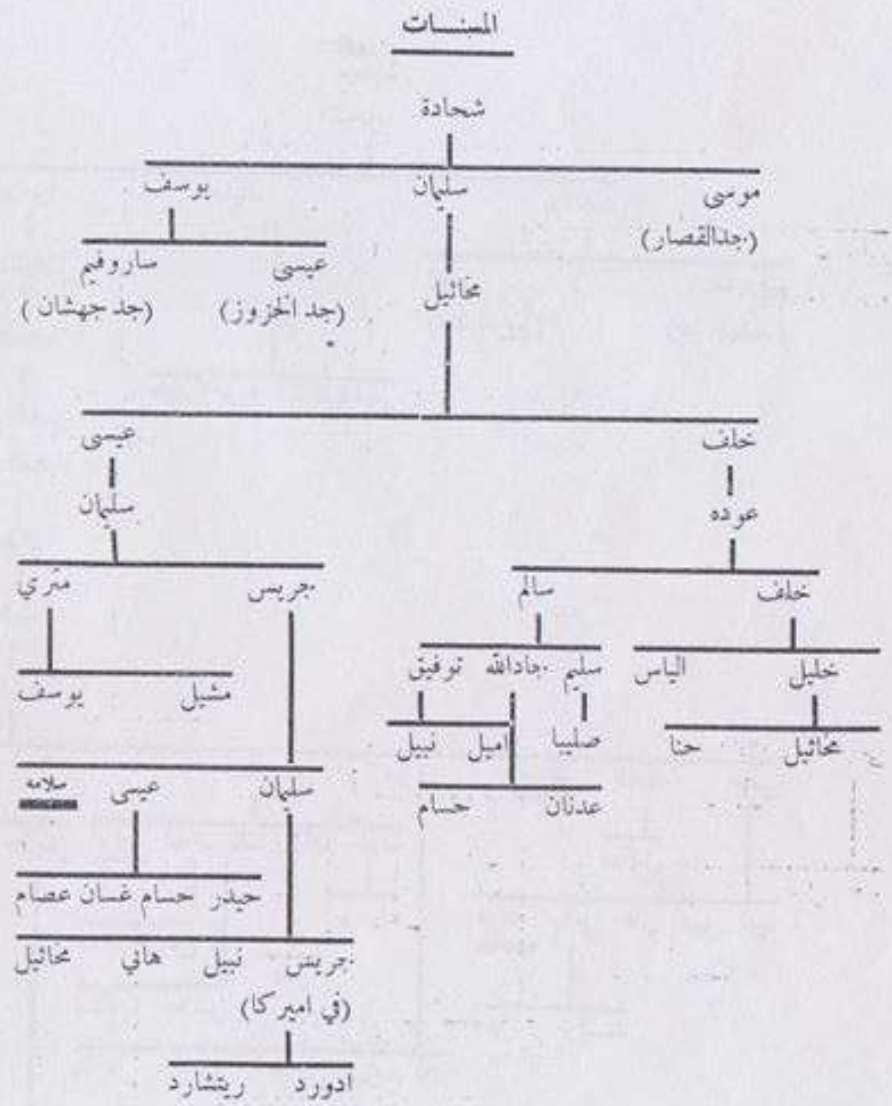 المسنات
شحادة
موسى سليمان يوسف
(جدالقصار)
مخائيل
عيسى ساروفيم
(جد الخزوز) (جد جهشان)
خلف عيسى
عوده سليمان
خلف سالم جريس متري
خليل الياس سليم جادالله توفيق مشيل يوسف
مخائيل حنا صليبا اميل نبيل
عدنان حسام سليمان عيسى سلامه
حيدر حسام غسان عصام
جريس نبيل هاني مخائيل
(في اميركا)
ادورد ريتشارد